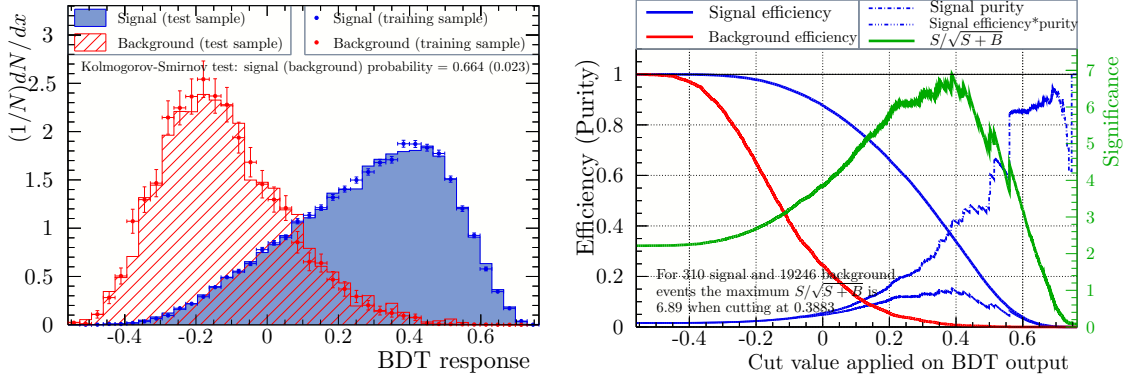 Signal (test sample)
Background (test sample)
Signal (training sample)
Background (training sample)
Kolmogorov-Smirnov test: signal (background) probability = 0.664 (0.023)
(1/N) dN/dx
3
2.5
2
1.5
1
0.5
0
-0.4 -0.2 0 0.2 0.4 0.6
BDT response
Signal efficiency
Background efficiency
Signal purity
Signal efficiency*purity
S/√S + B
Efficiency (Purity)
1
0.8
0.6
0.4
0.2
0
For 310 signal and 19246 background
events the maximum S/√S + B is
6.89 when cutting at 0.3883
-0.4 -0.2 0 0.2 0.4 0.6
Cut value applied on BDT output
7
6
5
4
3
2
1
0
Significance